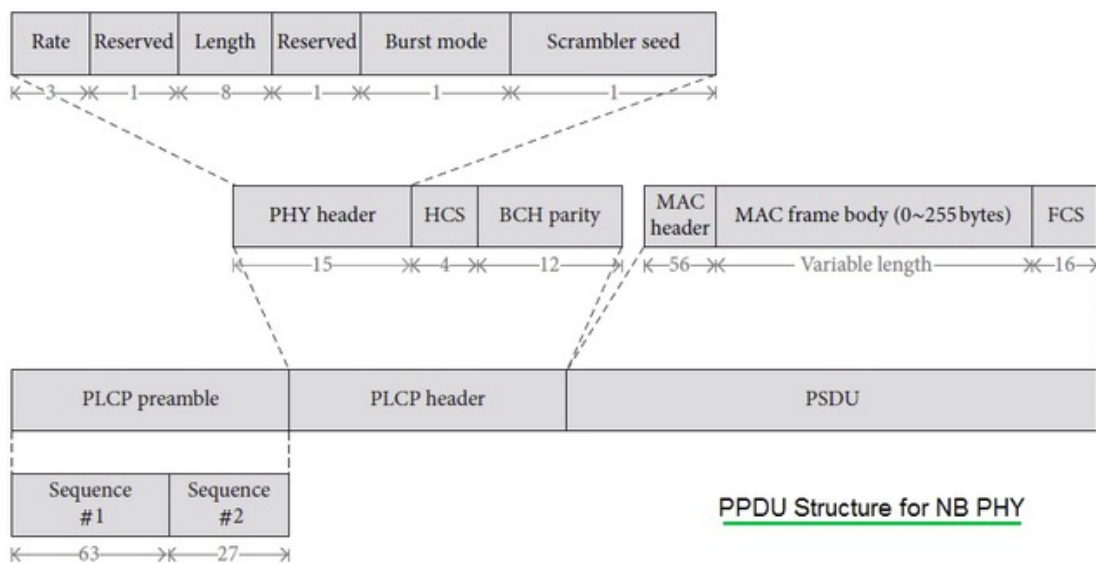 Rate Reserved Length Reserved Burst mode Scrambler seed
3 1 8 1 1 1
PHY header HCS BCH parity MAC header MAC frame body (0~255 bytes) FCS
15 4 12 56 Variable length 16
PLCP preamble PLCP header PSDU
Sequence #1 Sequence #2
PPDU Structure for NB PHY
63 27